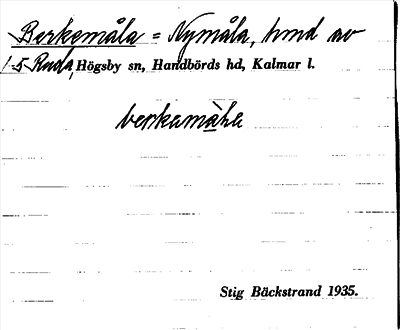 Berkemåla = Nymåla, hmd av
1-5 Ruda, Högsby sn, Handbörds hd, Kalmar l.
berkamåla
Stig Bäckstrand 1935.